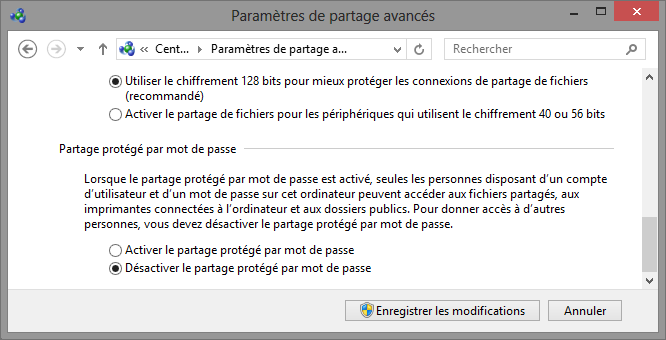 Paramètres de partage avancés
Cent... Paramètres de partage a... Rechercher
Utiliser le chiffrement 128 bits pour mieux protéger les connexions de partage de fichiers
(recommandé)
Activer le partage de fichiers pour les périphériques qui utilisent le chiffrement 40 ou 56 bits
Partage protégé par mot de passe
Lorsque le partage protégé par mot de passe est activé, seules les personnes disposant d'un compte
d'utilisateur et d'un mot de passe sur cet ordinateur peuvent accéder aux fichiers partagés, aux
imprimantes connectées à l'ordinateur et aux dossiers publics. Pour donner accès à d'autres
personnes, vous devez désactiver le partage protégé par mot de passe.
Activer le partage protégé par mot de passe
Désactiver le partage protégé par mot de passe
Enregistrer les modifications Annuler